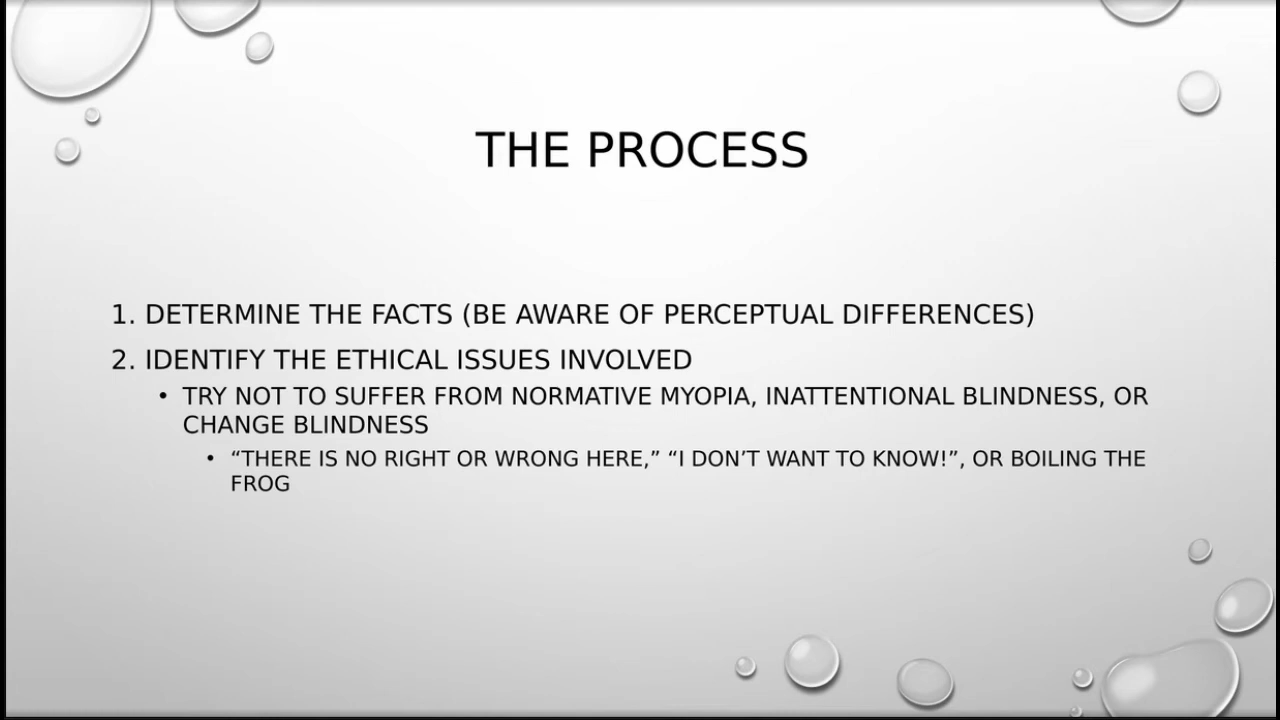 THE PROCESS
1. DETERMINE THE FACTS (BE AWARE OF PERCEPTUAL DIFFERENCES)
2. IDENTIFY THE ETHICAL ISSUES INVOLVED
• TRY NOT TO SUFFER FROM NORMATIVE MYOPIA, INATTENTIONAL BLINDNESS, OR
CHANGE BLINDNESS
• “THERE IS NO RIGHT OR WRONG HERE,” “I DON’T WANT TO KNOW!”, OR BOILING THE
FROG